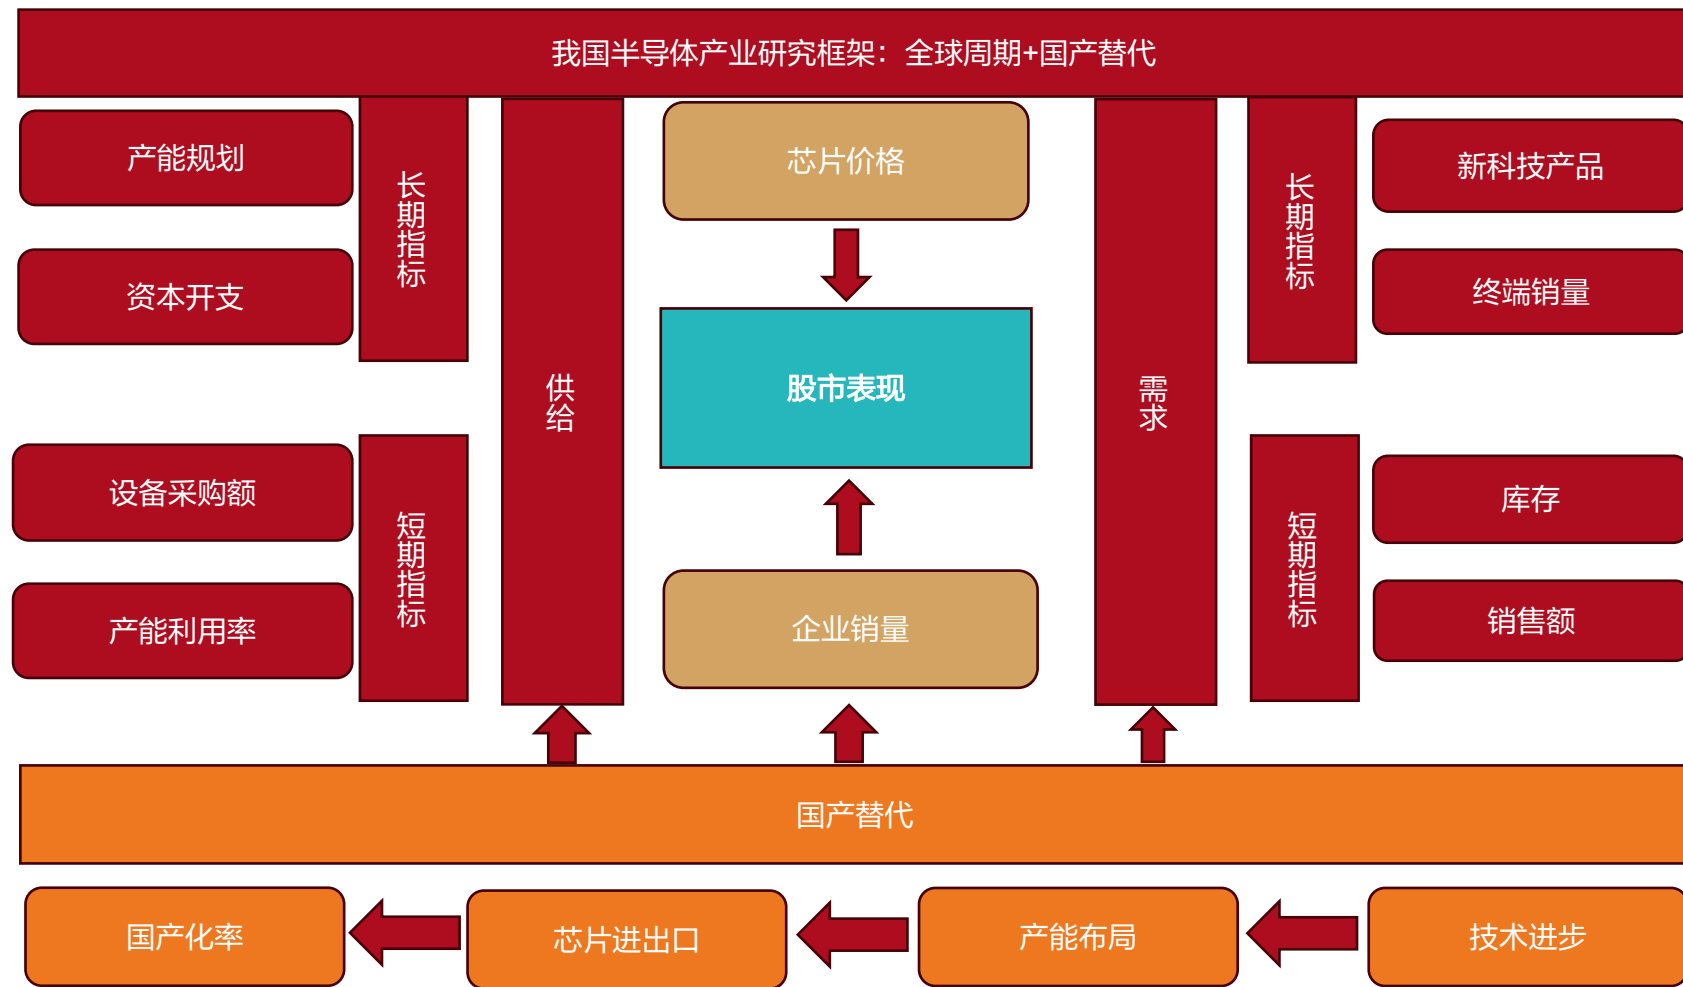 我国半导体产业研究框架：全球周期+国产替代
产能规划
资本开支
长期指标
设备采购额
产能利用率
短期指标
供给
芯片价格
股市表现
企业销量
需求
长期指标
新科技产品
终端销量
短期指标
库存
销售额
国产替代
国产化率
芯片进出口
产能布局
技术进步